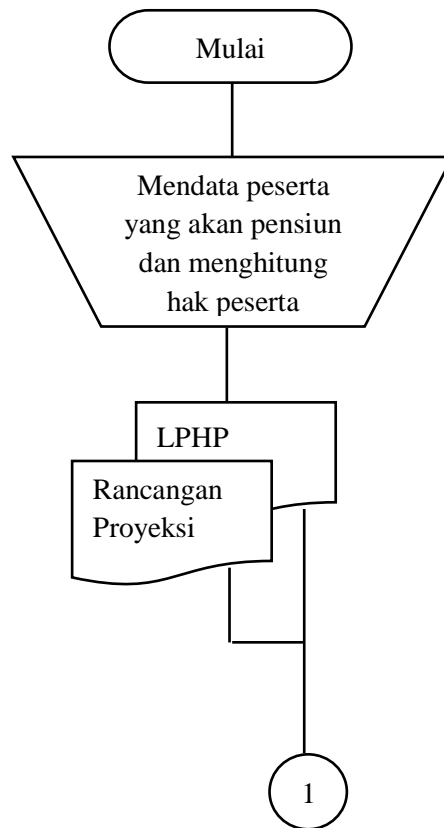 Mulai
Mendata peserta
yang akan pensiun
dan menghitung
hak peserta
LPHP
Rancangan
Proyeksi
1